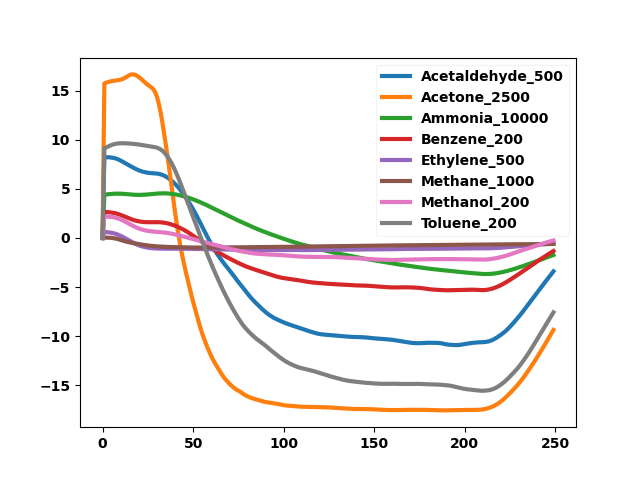 Acetaldehyde_500
Acetone_2500
Ammonia_10000
Benzene_200
Ethylene_500
Methane_1000
Methanol_200
Toluene_200
15
10
5
0
−5
−10
−15
0 50 100 150 200 250